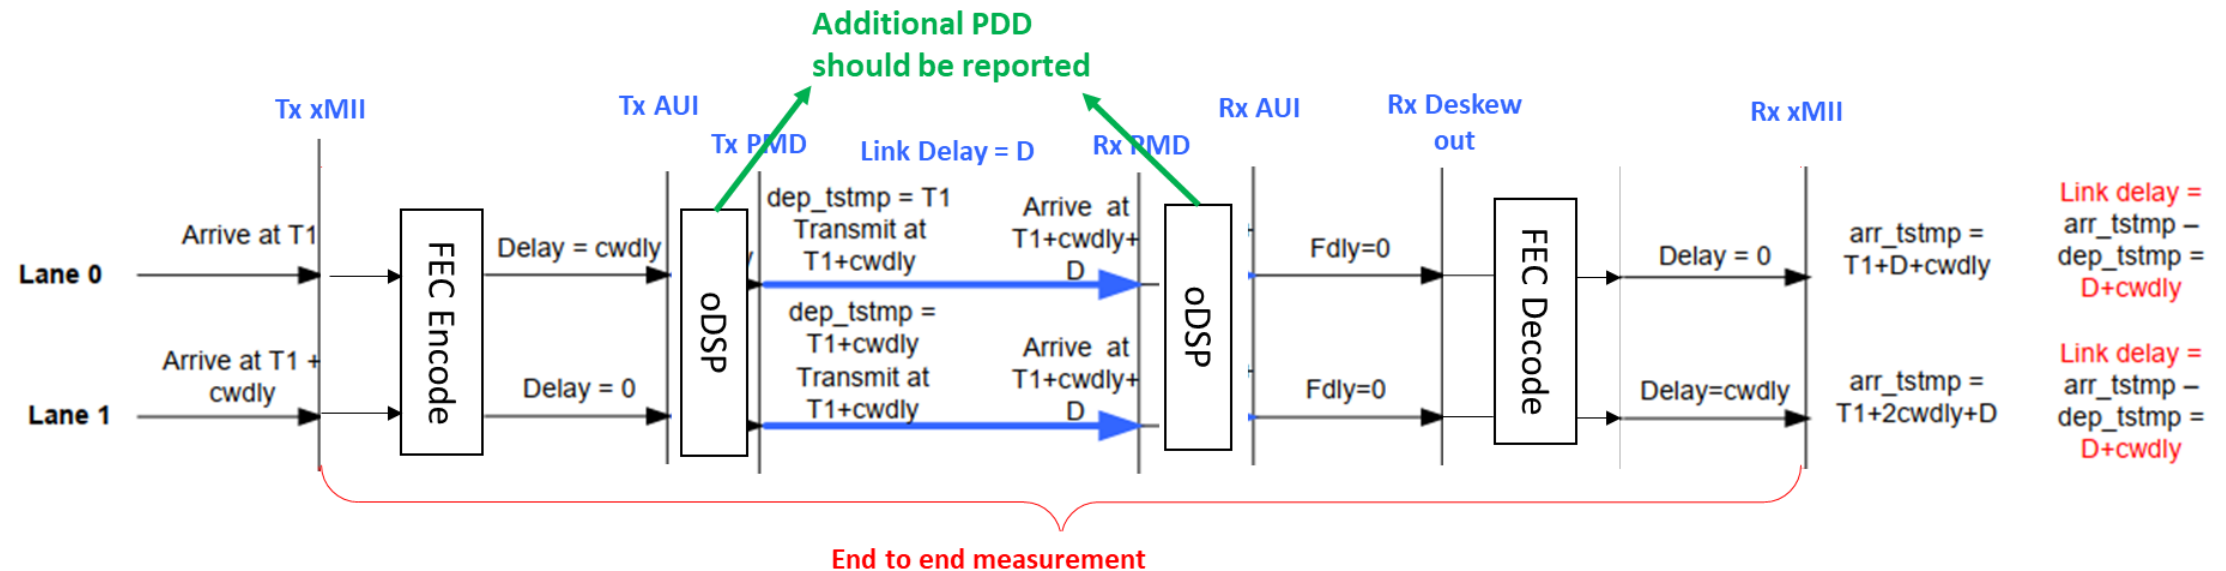 Additional PDD
should be reported
Tx xMII
Tx AUI
Tx PMD
Link Delay = D
Rx PMD
Rx AUI
Rx Deskew
out
Rx xMII
Lane 0
Arrive at T1
FEC Encode
Delay = cwdly
oDSP
dep_tstmp = T1
Transmit at
T1+cwdly
Arrive at
T1+cwdly+
D
oDSP
Fdly=0
FEC Decode
Delay = 0
arr_tstmp =
T1+D+cwdly
Link delay =
arr_tstmp –
dep_tstmp =
D+cwdly
Lane 1
Arrive at T1 +
cwdly
Delay = 0
dep_tstmp =
T1+cwdly
Transmit at
T1+cwdly
Arrive at
T1+cwdly+
D
Fdly=0
Delay=cwdly
arr_tstmp =
T1+2cwdly+D
Link delay =
arr_tstmp –
dep_tstmp =
D+cwdly
End to end measurement